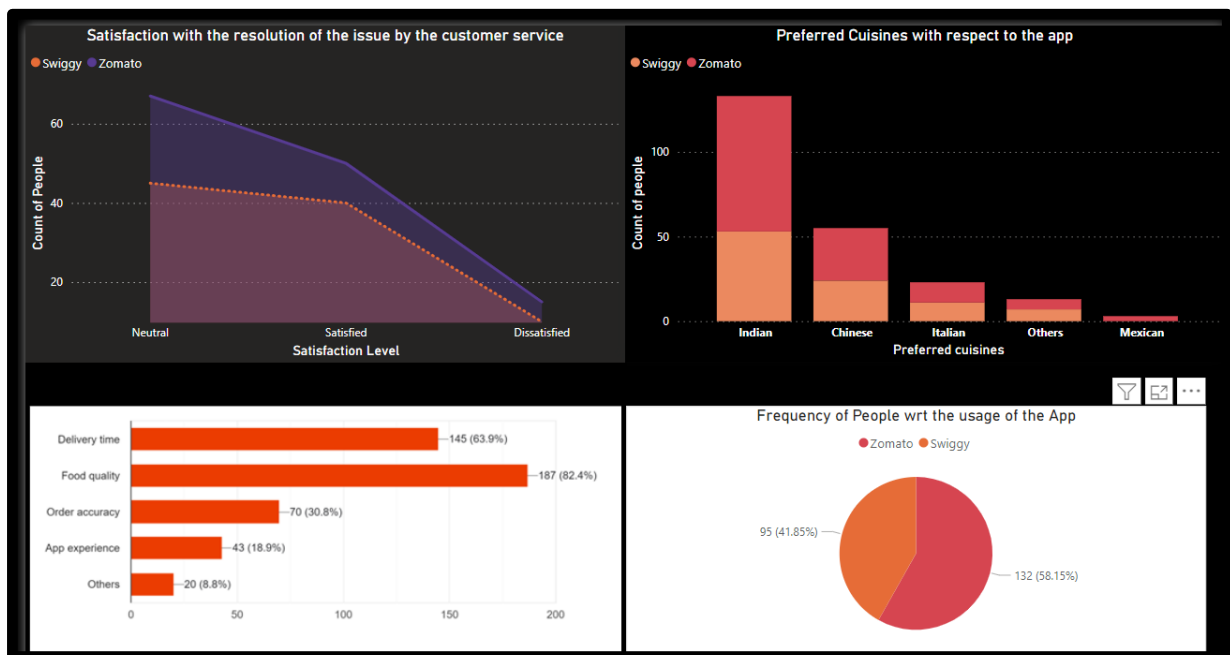 Satisfaction with the resolution of the issue by the customer service
Swiggy Zomato
Count of People
60
40
20
Neutral Satisfied Dissatisfied
Satisfaction Level
Preferred Cuisines with respect to the app
Swiggy Zomato
Count of people
100
50
0
Indian Chinese Italian Others Mexican
Preferred cuisines
Delivery time 145 (63.9%)
Food quality 187 (82.4%)
Order accuracy 70 (30.8%)
App experience 43 (18.9%)
Others 20 (8.8%)
0 50 100 150 200
Frequency of People wrt the usage of the App
Zomato Swiggy
95 (41.85%)
132 (58.15%)